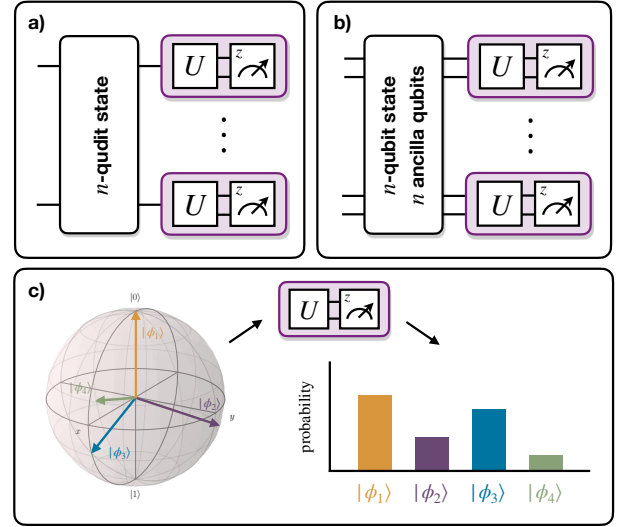 a)
n-qudit state
U
z
U
z
b)
n-qubit state
n ancilla qubits
U
z
U
z
c)
|0⟩
|ϕ₁⟩
|ϕ₄⟩
|ϕ₂⟩
x
y
|ϕ₃⟩
|1⟩
U
z
probability
|ϕ₁⟩ |ϕ₂⟩ |ϕ₃⟩ |ϕ₄⟩